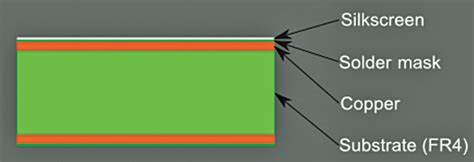 Silkscreen
Solder mask
Copper
Substrate (FR4)